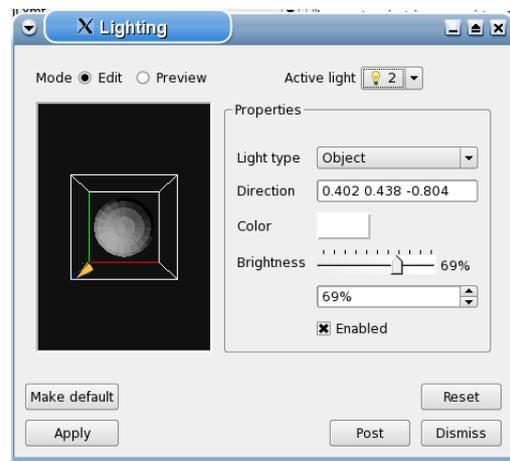 Lighting
Mode Edit Preview Active light 2
Properties
Light type Object
Direction 0.402 0.438 -0.804
Color
Brightness 69%
69%
Enabled
Make default Reset
Apply Post Dismiss